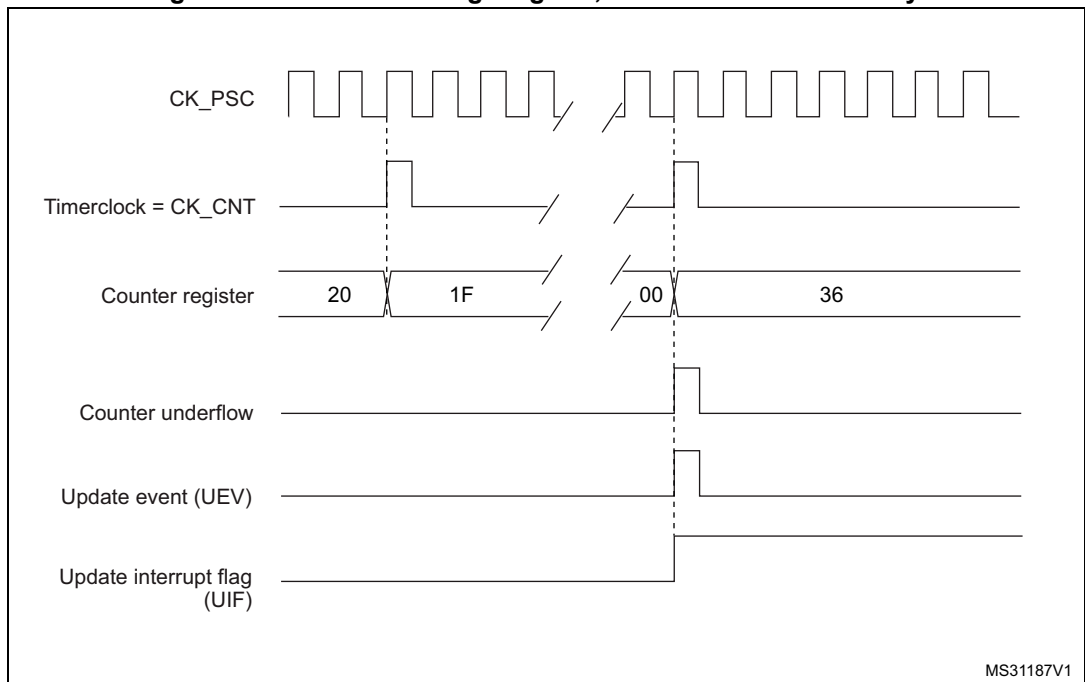 CK_PSC
Timerclock = CK_CNT
Counter register 20 1F 00 36
Counter underflow
Update event (UEV)
Update interrupt flag
(UIF)
MS31187V1